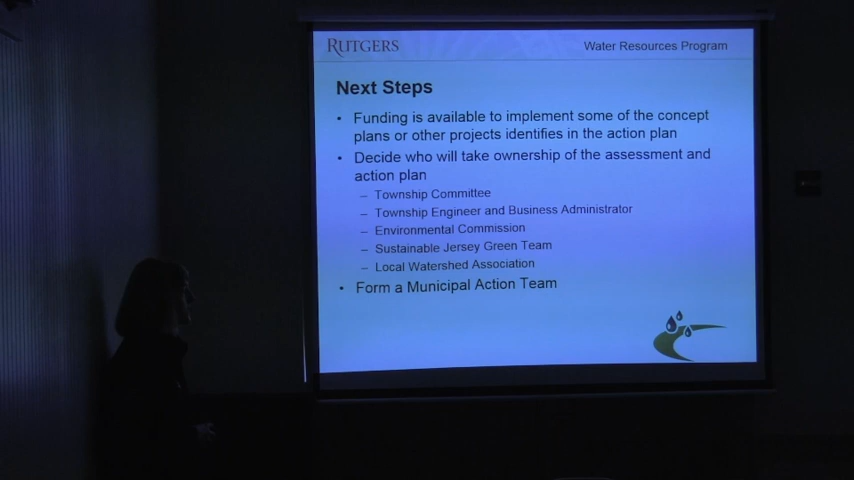 RUTGERS
Water Resources Program
Next Steps
• Funding is available to implement some of the concept
plans or other projects identifies in the action plan
• Decide who will take ownership of the assessment and
action plan
– Township Committee
– Township Engineer and Business Administrator
– Environmental Commission
– Sustainable Jersey Green Team
– Local Watershed Association
• Form a Municipal Action Team